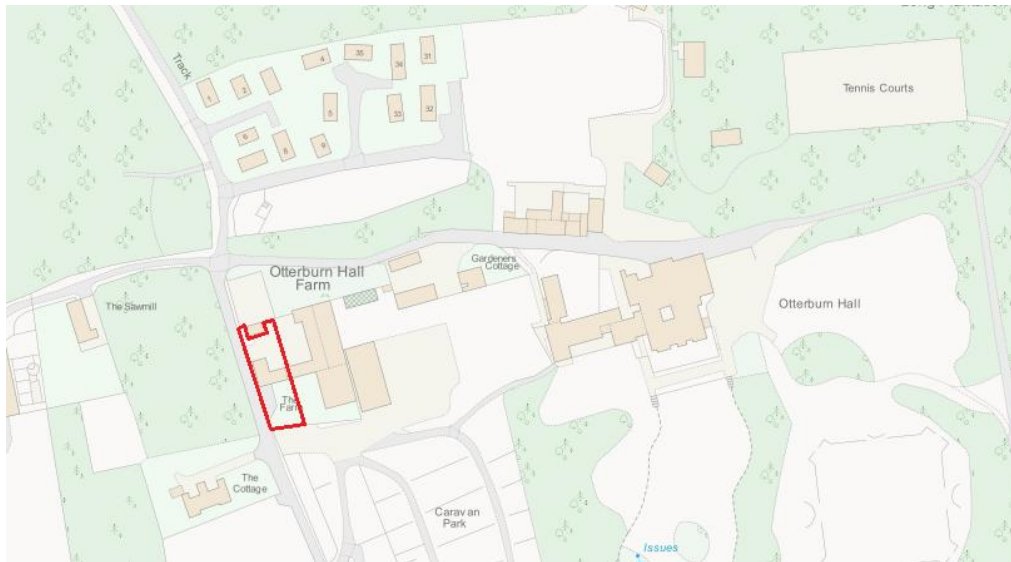 Track
1
2
4
35
34
31
5
33
32
6
8
9
Tennis Courts
Otterburn Hall
Farm
Gardeners
Cottage
The Sawmill
Otterburn Hall
The
Farm
The
Cottage
Caravan
Park
Issues